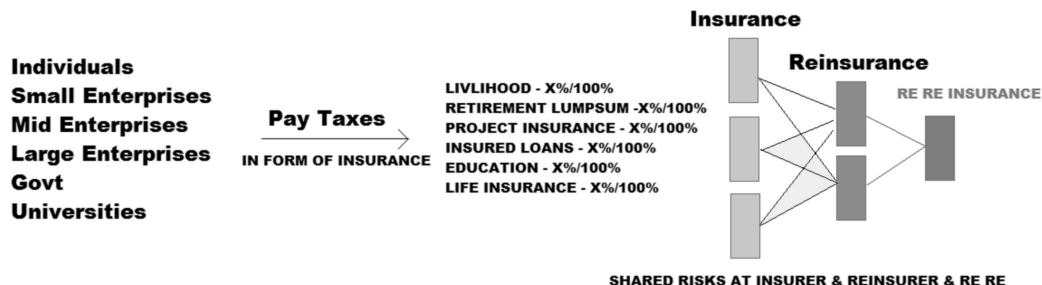 Insurance
Reinsurance
RE RE INSURANCE
Individuals
Small Enterprises
Mid Enterprises
Large Enterprises
Govt
Universities
Pay Taxes
IN FORM OF INSURANCE
LIVLIHOOD - X%/100%
RETIREMENT LUMPSUM -X%/100%
PROJECT INSURANCE - X%/100%
INSURED LOANS - X%/100%
EDUCATION - X%/100%
LIFE INSURANCE - X%/100%
SHARED RISKS AT INSURER & REINSURER & RE RE